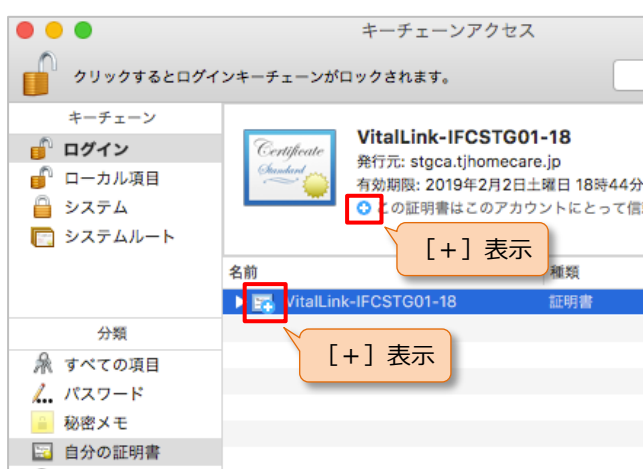 キーチェーンアクセス
クリックするとログインキーチェーンがロックされます。
キーチェーン
ログイン
ローカル項目
システム
システムルート
Certificate
Standard
VitalLink-IFCSTG01-18
発行元: stgca.tjhomecare.jp
有効期限: 2019年2月2日土曜日 18時44分
この証明書はこのアカウントにとって信
［+］表示
名前
種類
VitalLink-IFCSTG01-18
証明書
［+］表示
分類
すべての項目
パスワード
秘密メモ
自分の証明書